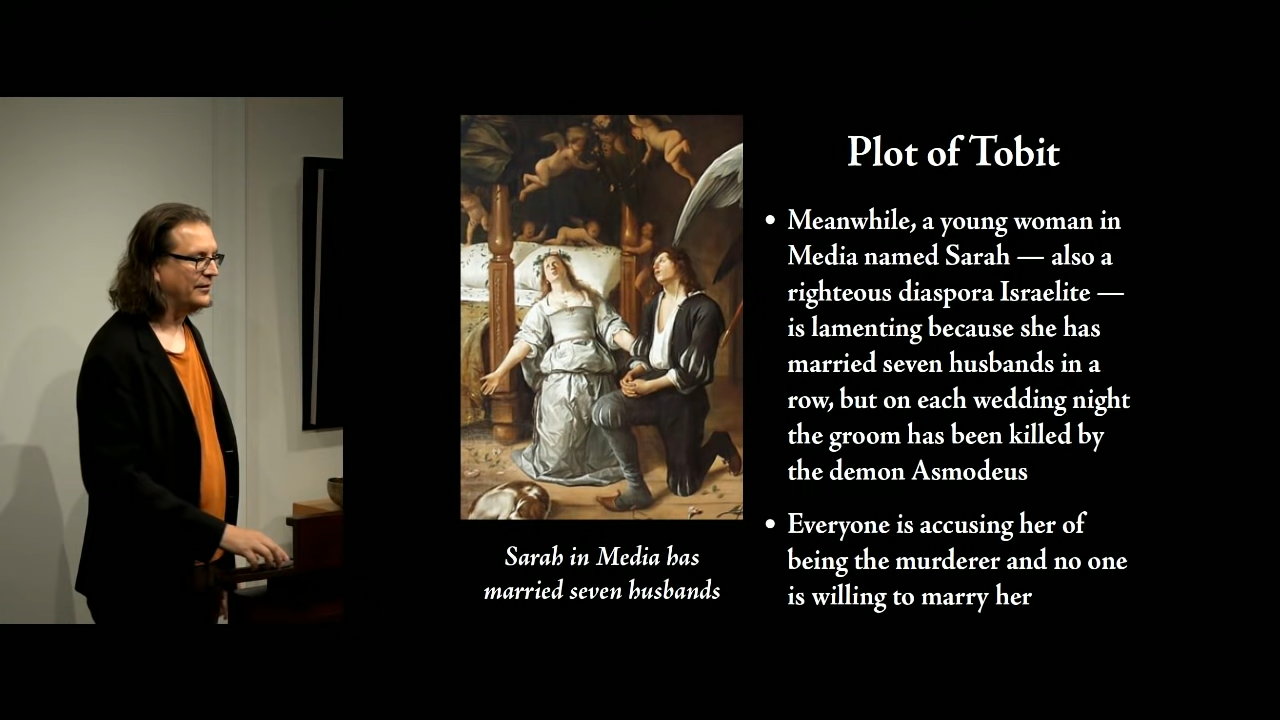 Plot of Tobit
• Meanwhile, a young woman in
Media named Sarah — also a
righteous diaspora Israelite —
is lamenting because she has
married seven husbands in a
row, but on each wedding night
the groom has been killed by
the demon Asmodeus
• Everyone is accusing her of
being the murderer and no one
is willing to marry her
Sarah in Media has
married seven husbands